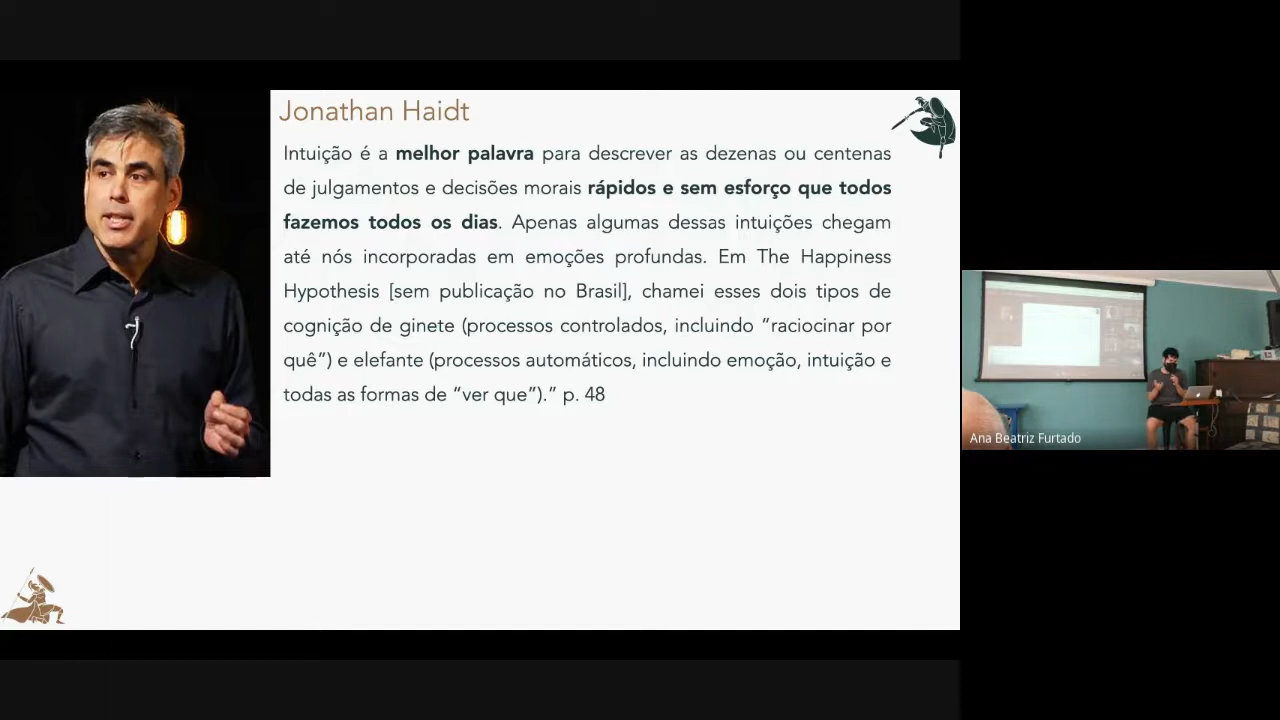 Jonathan Haidt
Intuição é a melhor palavra para descrever as dezenas ou centenas
de julgamentos e decisões morais rápidos e sem esforço que todos
fazemos todos os dias. Apenas algumas dessas intuições chegam
até nós incorporadas em emoções profundas. Em The Happiness
Hypothesis [sem publicação no Brasil], chamei esses dois tipos de
cognição de ginete (processos controlados, incluindo “raciocinar por
quê”) e elefante (processos automáticos, incluindo emoção, intuição e
todas as formas de “ver que”).” p. 48
Ana Beatriz Furtado